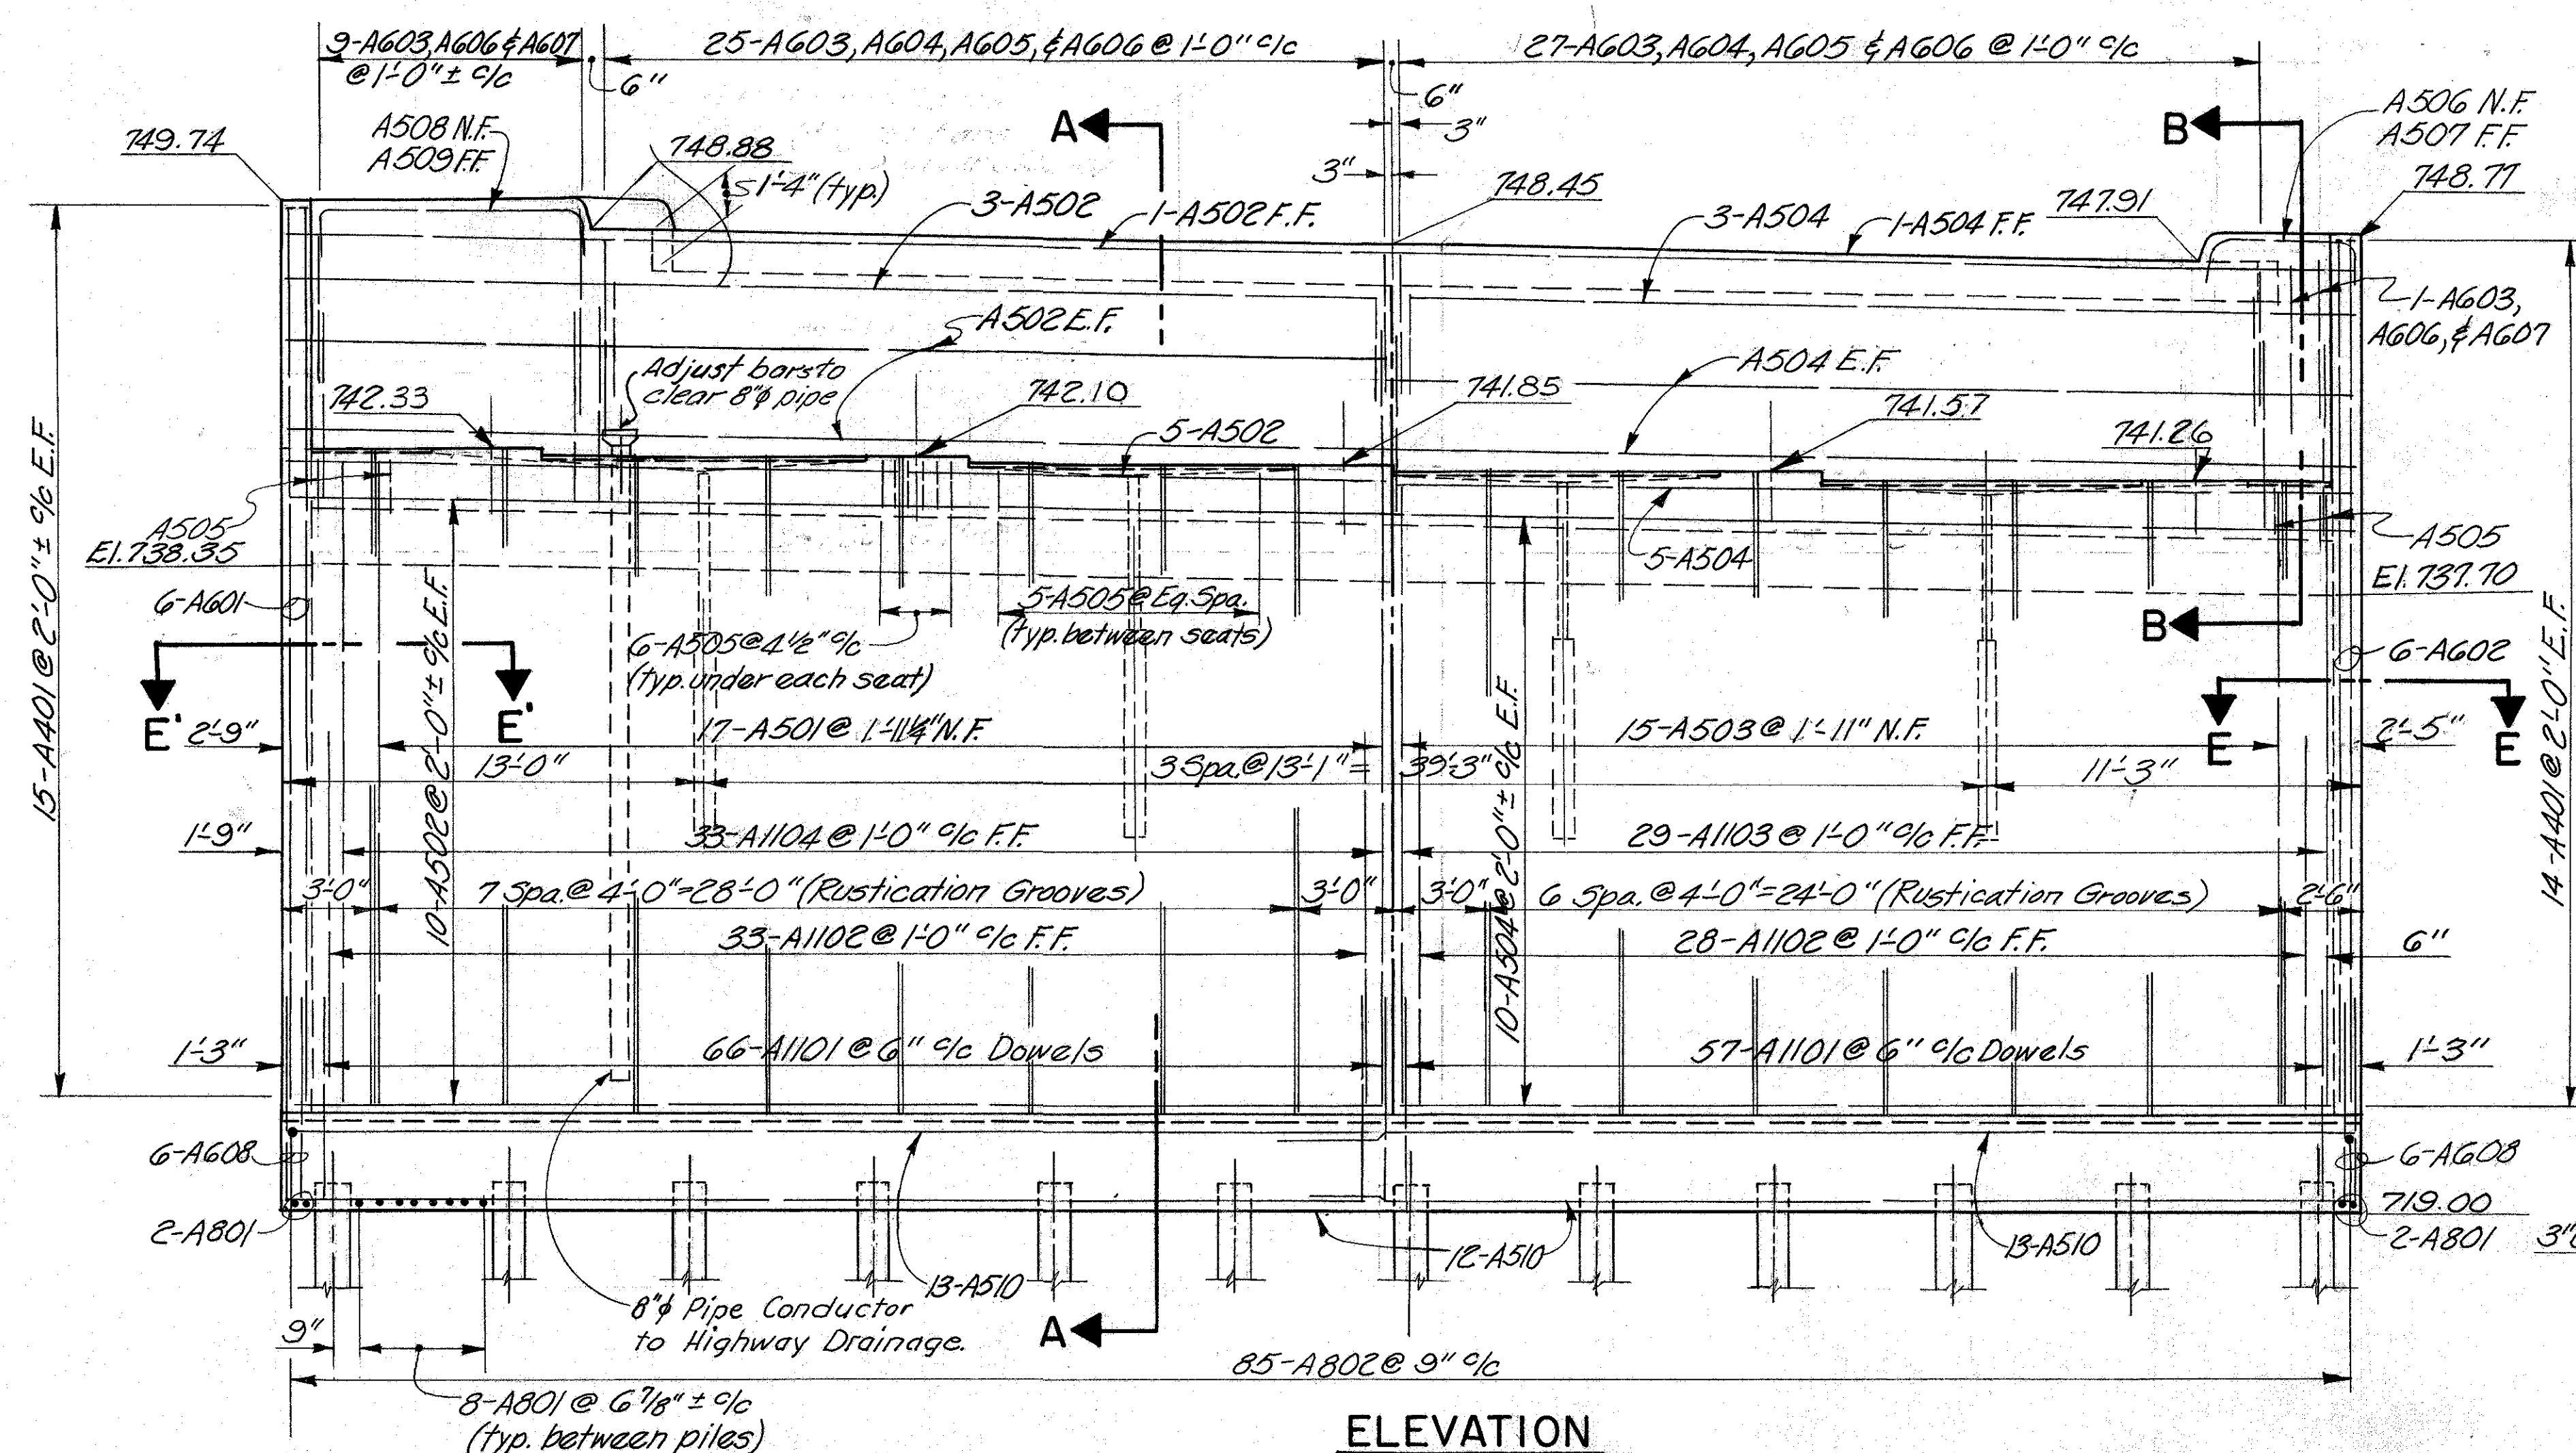 9-A603, A606 & A607
@ 1'-0" ± c/c
6"
25-A603, A604, A605, & A606 @ 1'-0" c/c
6"
3"
3"
27-A603, A604, A605 & A606 @ 1'-0" c/c
A
A508 N.F.
A509 F.F.
749.74
748.88
≤1'-4" (typ.)
3-A502
1-A502 F.F.
748.45
3-A504
1-A504 F.F.
747.91
B
A506 N.F.
A507 F.F.
748.77
1-A603,
A606, & A607
A502 E.F.
Adjust bars to
clear 8"ϕ pipe
742.33
742.10
5-A502
741.85
A504 E.F.
741.57
741.26
15-A401 @ 2'-0" ± c/c E.F.
A505
El. 738.35
6-A601
10-A502 @ 2'-0" ± c/c E.F.
6-A505 @ 4½" c/c
(typ. under each seat)
5-A505 @ Eq. Spa.
(typ. between seats)
5-A504
A505
El. 737.70
B
6-A602
14-A401 @ 2'-0" E.F.
E'
E'
2'-9"
17-A501 @ 1'-11¼" N.F.
15-A503 @ 1'-11" N.F.
E
2'-5"
E
13'-0"
3 Spa. @ 13'-1" = 39'-3"
11'-3"
10-A504 @ 2'-0" ± c/c E.F.
1'-9"
33-A1104 @ 1'-0" c/c F.F.
29-A1103 @ 1'-0" c/c F.F.
3'-0"
7 Spa. @ 4'-0" = 28'-0" (Rustication Grooves)
3'-0"
3'-0"
6 Spa. @ 4'-0" = 24'-0" (Rustication Grooves)
2'-6"
33-A1102 @ 1'-0" c/c F.F.
28-A1102 @ 1'-0" c/c F.F.
6"
1'-3"
66-A1101 @ 6" c/c Dowels
57-A1101 @ 6" c/c Dowels
1'-3"
6-A608
2-A801
6-A608
719.00
2-A801
12-A510
13-A510
13-A510
8"ϕ Pipe Conductor
to Highway Drainage.
9"
A
85-A802 @ 9" c/c
8-A801 @ 6 7/8" ± c/c
(typ. between piles)
ELEVATION